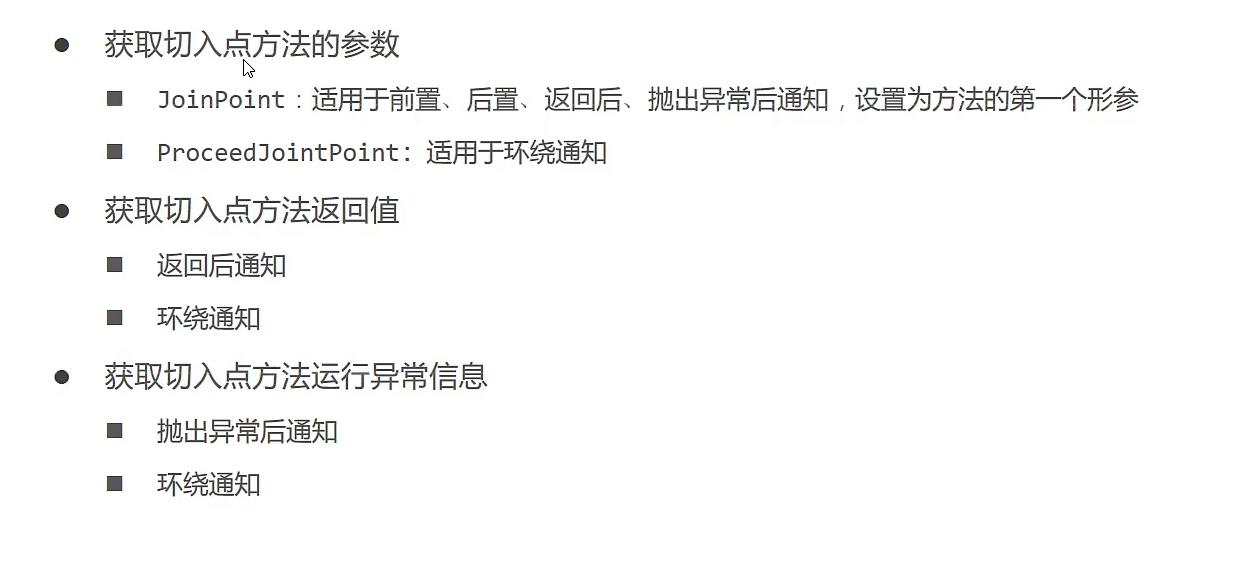 获取切入点方法的参数
JoinPoint：适用于前置、后置、返回后、抛出异常后通知，设置为方法的第一个形参
ProceedJointPoint: 适用于环绕通知
获取切入点方法返回值
返回后通知
环绕通知
获取切入点方法运行异常信息
抛出异常后通知
环绕通知